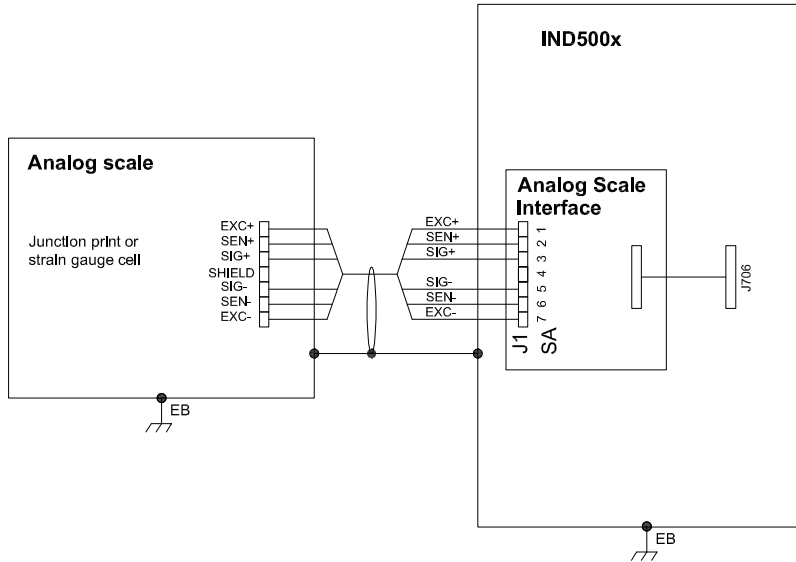 IND500x
Analog scale
Junction print or
strain gauge cell
EXC+
SEN+
SIG+
SHIELD
SIG-
SEN-
EXC-
EB
EXC+
SEN+
SIG+
SIG-
SEN-
EXC-
Analog Scale
Interface
1
2
3
4
5
6
7
J1
SA
J706
EB